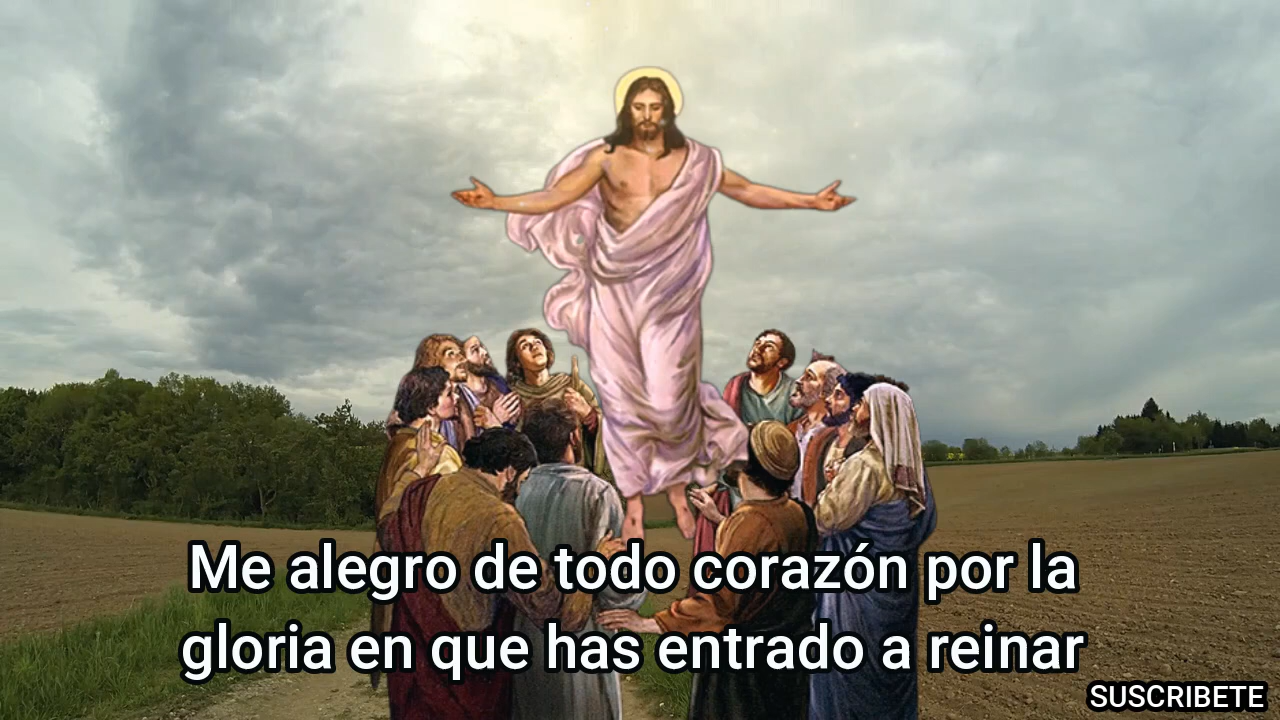 Me alegro de todo corazón por la
gloria en que has entrado a reinar
SUSCRIBETE